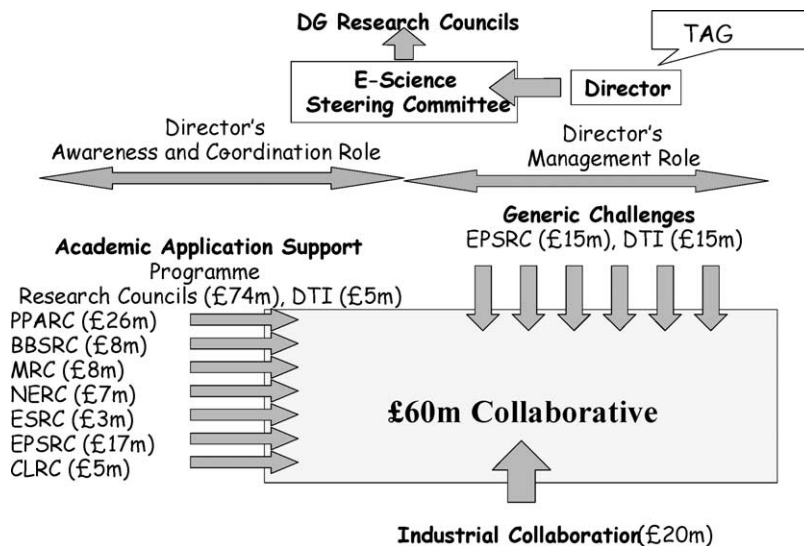 DG Research Councils
TAG
E-Science
Steering Committee
Director
Director's
Awareness and Coordination Role
Director's
Management Role
Generic Challenges
EPSRC (£15m), DTI (£15m)
Academic Application Support
Programme
Research Councils (£74m), DTI (£5m)
PPARC (£26m)
BBSRC (£8m)
MRC (£8m)
NERC (£7m)
ESRC (£3m)
EPSRC (£17m)
CLRC (£5m)
£60m Collaborative
Industrial Collaboration(£20m)